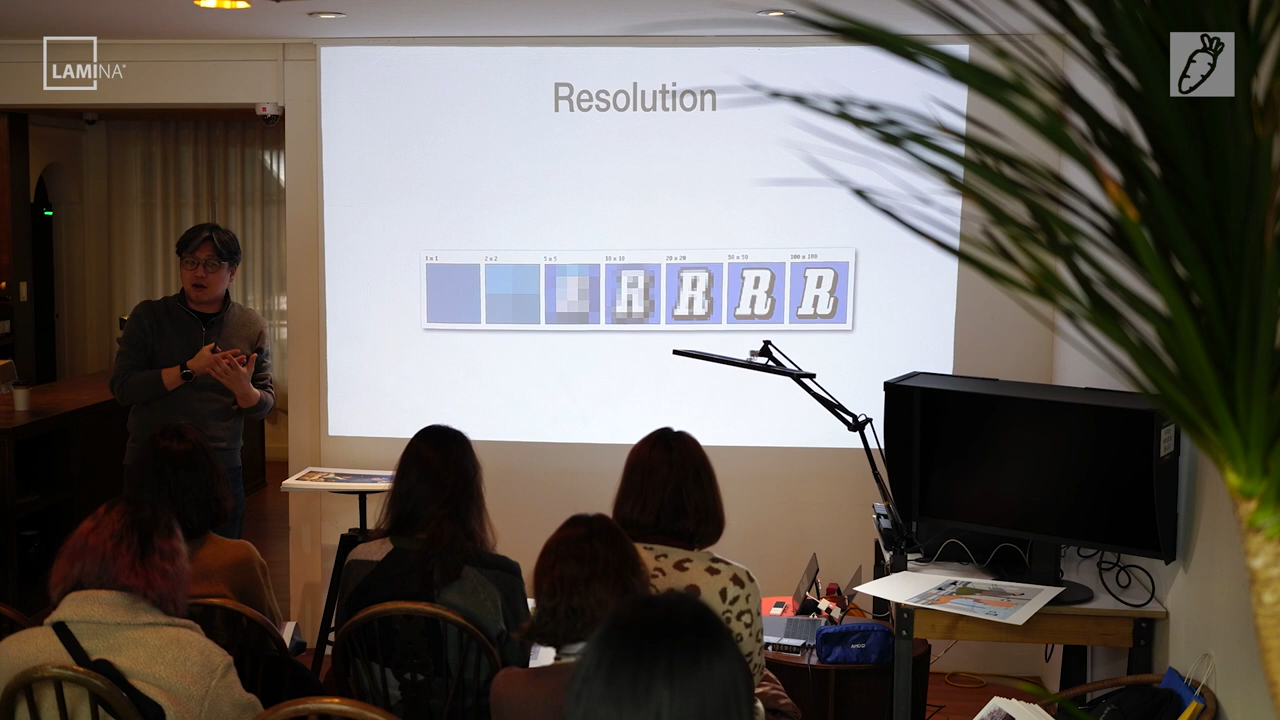 LAMINA
Resolution
1 x 1
2 x 2
5 x 5
10 x 10
20 x 20
50 x 50
100 x 100
R R R R